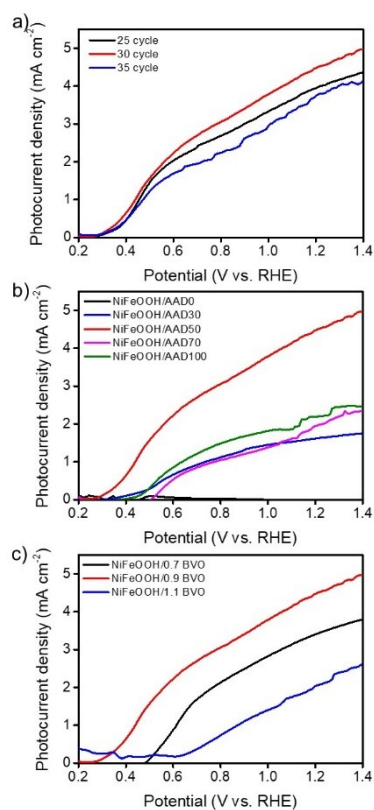 a)
25 cycle
30 cycle
35 cycle
Photocurrent density (mA cm⁻²)
5
4
3
2
1
0
0.2 0.4 0.6 0.8 1.0 1.2 1.4
Potential (V vs. RHE)
b)
NiFeOOH/AAD0
NiFeOOH/AAD30
NiFeOOH/AAD50
NiFeOOH/AAD70
NiFeOOH/AAD100
Photocurrent density (mA cm⁻²)
5
4
3
2
1
0
0.2 0.4 0.6 0.8 1.0 1.2 1.4
Potential (V vs. RHE)
c)
NiFeOOH/0.7 BVO
NiFeOOH/0.9 BVO
NiFeOOH/1.1 BVO
Photocurrent density (mA cm⁻²)
5
4
3
2
1
0
0.2 0.4 0.6 0.8 1.0 1.2 1.4
Potential (V vs. RHE)